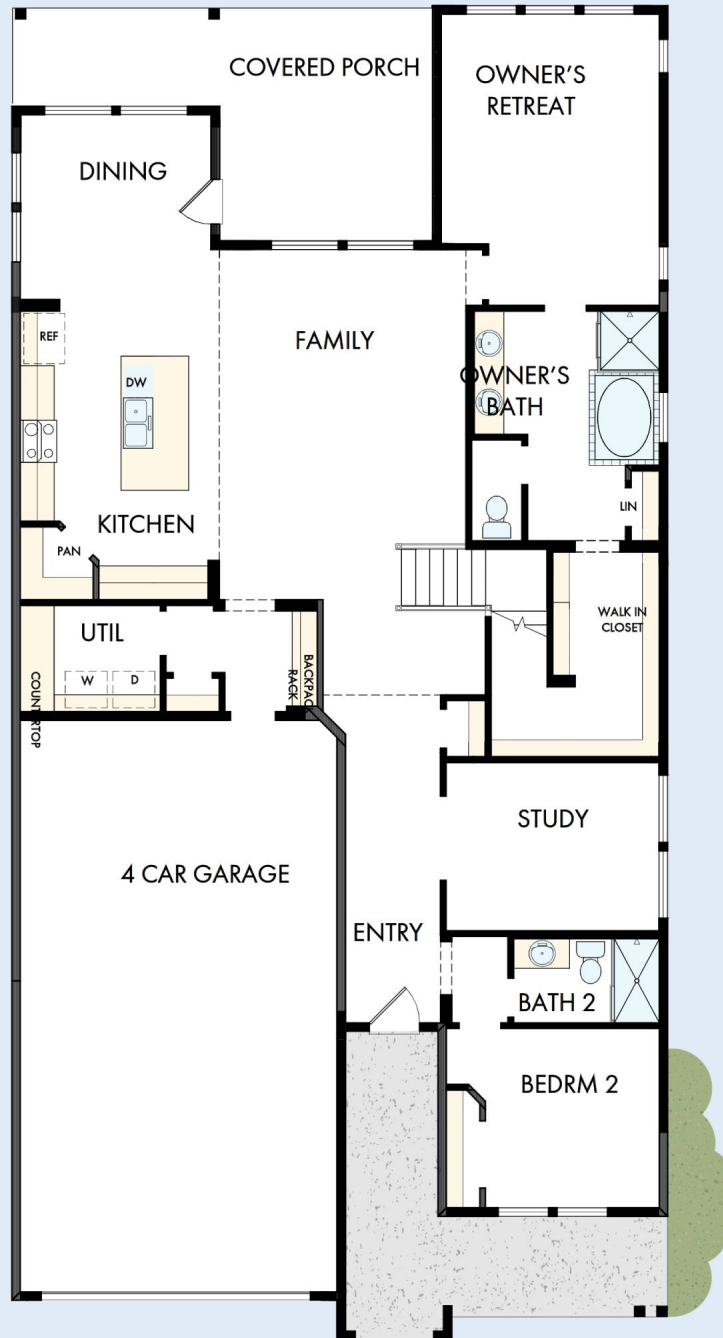 COVERED PORCH
OWNER'S
RETREAT
DINING
REF
FAMILY
DW
OWNER'S
BATH
LIN
KITCHEN
PAN
WALK IN
CLOSET
UTIL
W
D
BACKPAC
RACK
COUNTERTOP
STUDY
4 CAR GARAGE
ENTRY
BATH 2
BEDRM 2